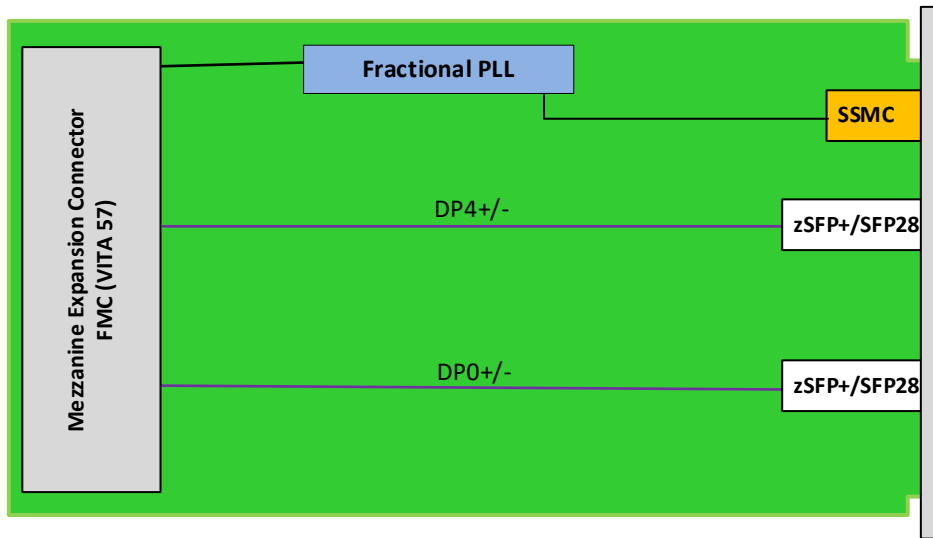 Fractional PLL
SSMC
Mezzanine Expansion Connector
FMC (VITA 57)
DP4+/-
zSFP+/SFP28
DP0+/-
zSFP+/SFP28